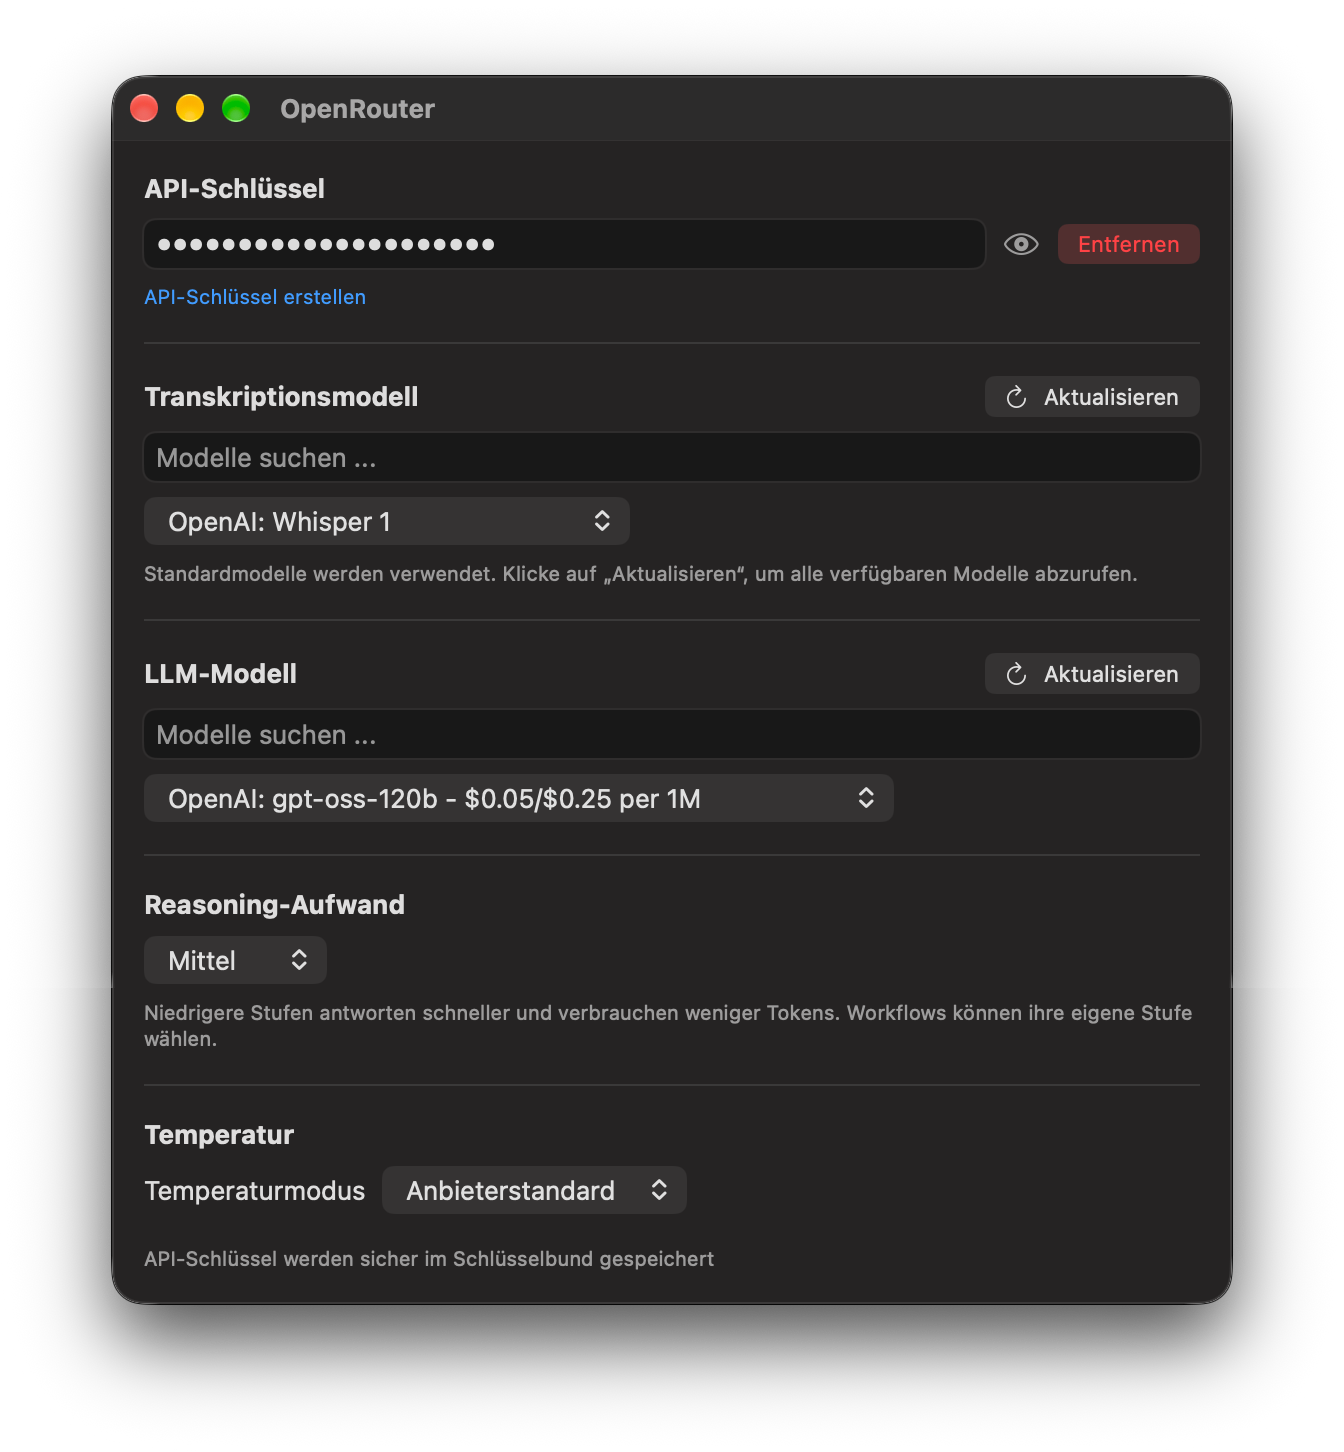 OpenRouter
API-Schlüssel
●●●●●●●●●●●●●●●●●●●●●
Entfernen
API-Schlüssel erstellen
Transkriptionsmodell
Aktualisieren
Modelle suchen ...
OpenAI: Whisper 1
Standardmodelle werden verwendet. Klicke auf „Aktualisieren“, um alle verfügbaren Modelle abzurufen.
LLM-Modell
Aktualisieren
Modelle suchen ...
OpenAI: gpt-oss-120b - $0.05/$0.25 per 1M
Reasoning-Aufwand
Mittel
Niedrigere Stufen antworten schneller und verbrauchen weniger Tokens. Workflows können ihre eigene Stufe
wählen.
Temperatur
Temperaturmodus
Anbieterstandard
API-Schlüssel werden sicher im Schlüsselbund gespeichert